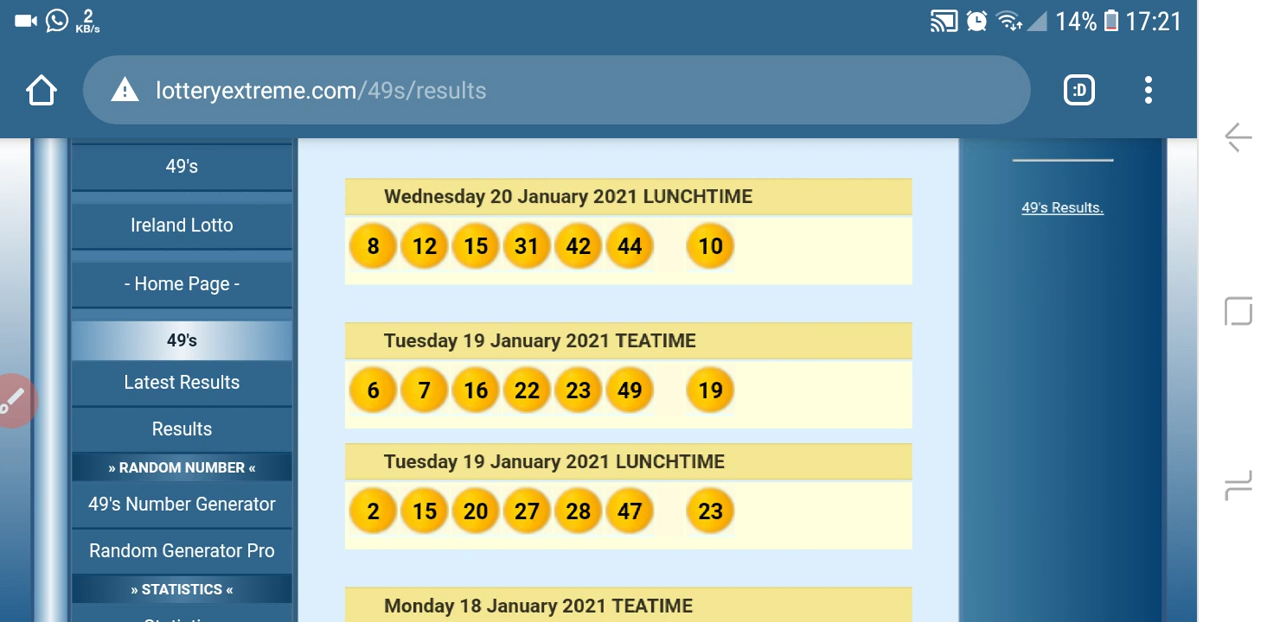 2
KB/s
14% 17:21
lotteryextreme.com/49s/results
:D
49's
Ireland Lotto
- Home Page -
49's
Latest Results
Results
» RANDOM NUMBER «
49's Number Generator
Random Generator Pro
» STATISTICS «
Wednesday 20 January 2021 LUNCHTIME
8 12 15 31 42 44 10
Tuesday 19 January 2021 TEATIME
6 7 16 22 23 49 19
Tuesday 19 January 2021 LUNCHTIME
2 15 20 27 28 47 23
Monday 18 January 2021 TEATIME
49's Results.